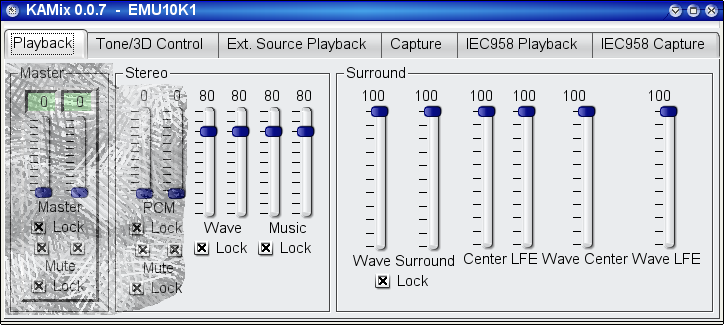 KAMix 0.0.7 - EMU10K1
Playback Tone/3D Control Ext. Source Playback Capture IEC958 Playback IEC958 Capture
Master Stereo Surround
0 0 0 0 80 80 80 80 100 100 100 100 100 100
Master PCM Wave Music Wave Surround Center LFE Wave Center Wave LFE
Lock Lock Lock Lock Lock
Mute Mute
Lock Lock